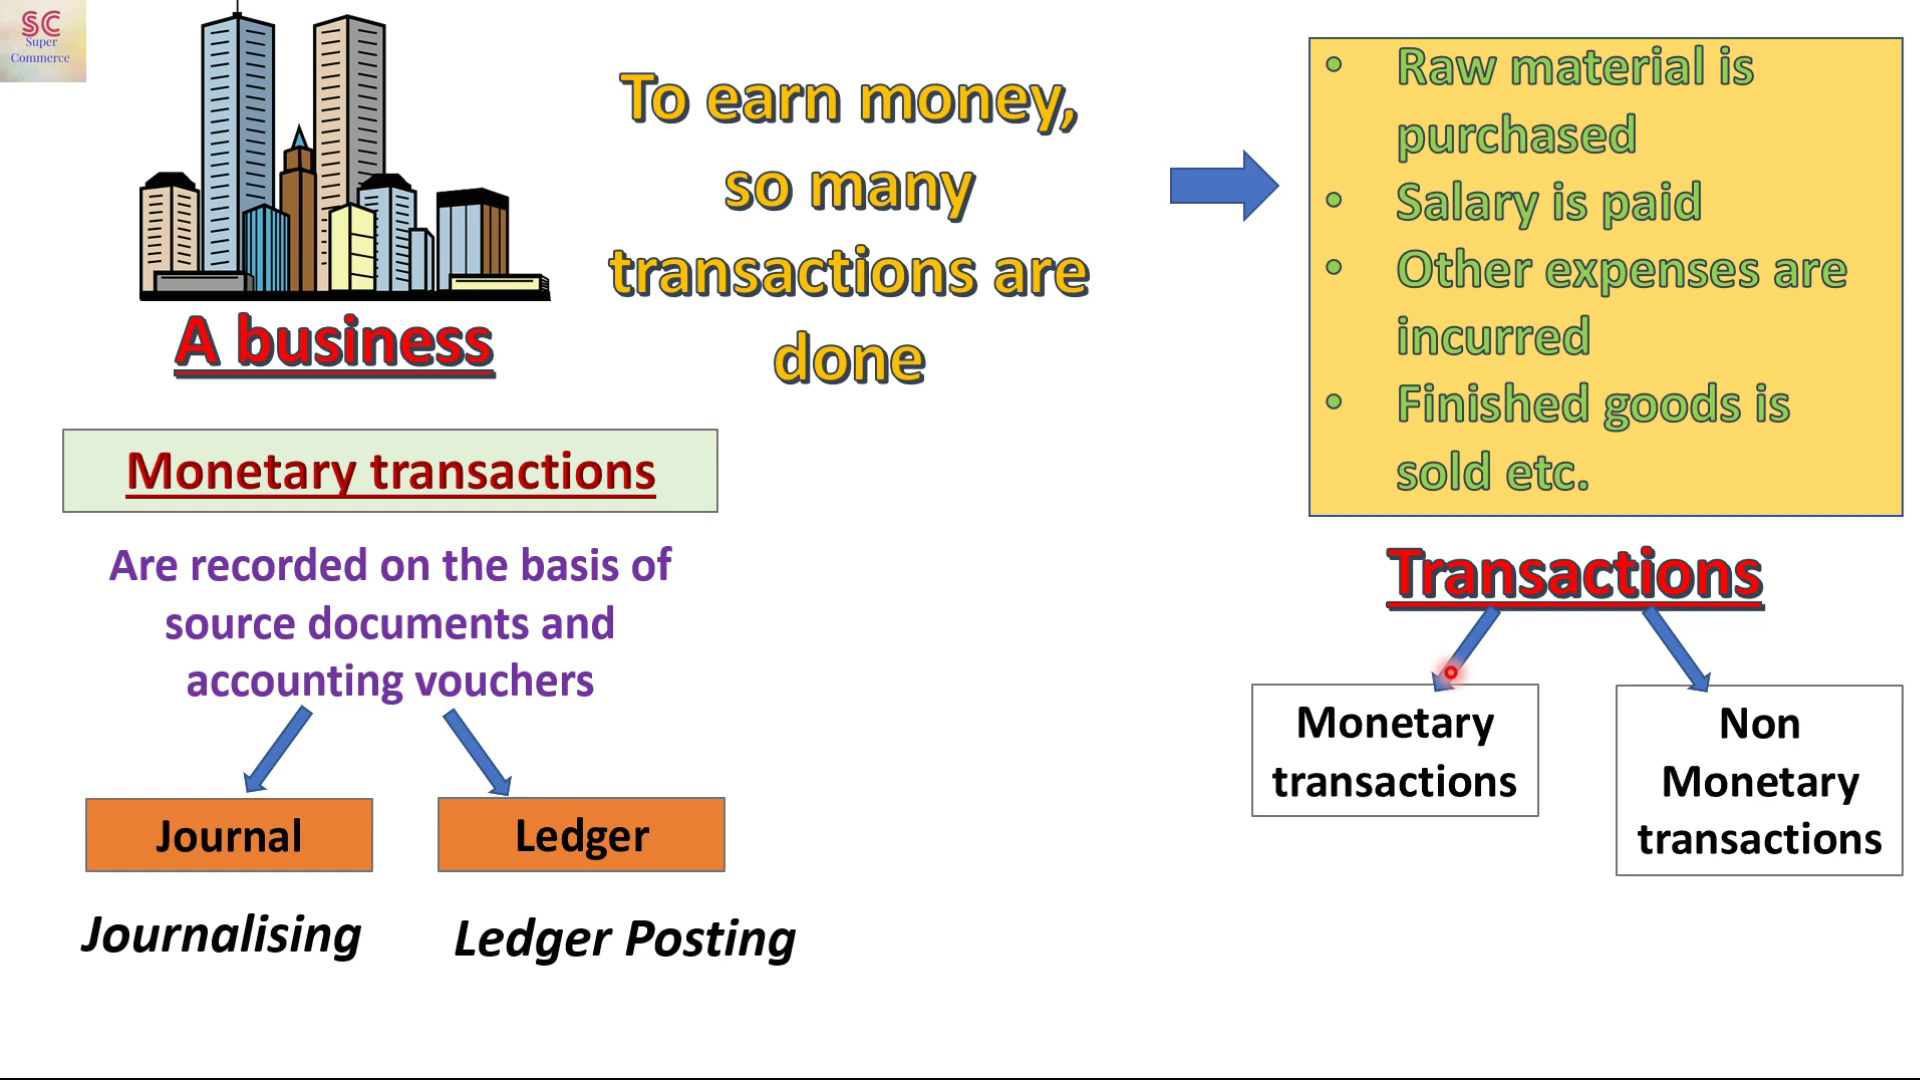 SC
Super
Commerce
To earn money,
so many
transactions are
done
A business
• Raw material is
purchased
• Salary is paid
• Other expenses are
incurred
• Finished goods is
sold etc.
Monetary transactions
Are recorded on the basis of
source documents and
accounting vouchers
Journal
Ledger
Journalising
Ledger Posting
Transactions
Monetary
transactions
Non
Monetary
transactions